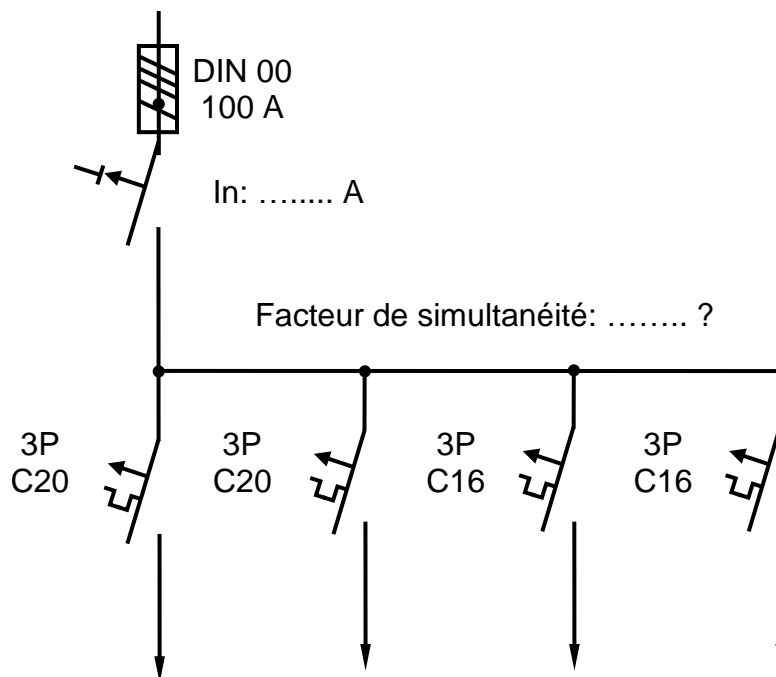 DIN 00
100 A
In: …..... A
Facteur de simultanéité: …….. ?
3P
C20
3P
C20
3P
C16
3P
C16